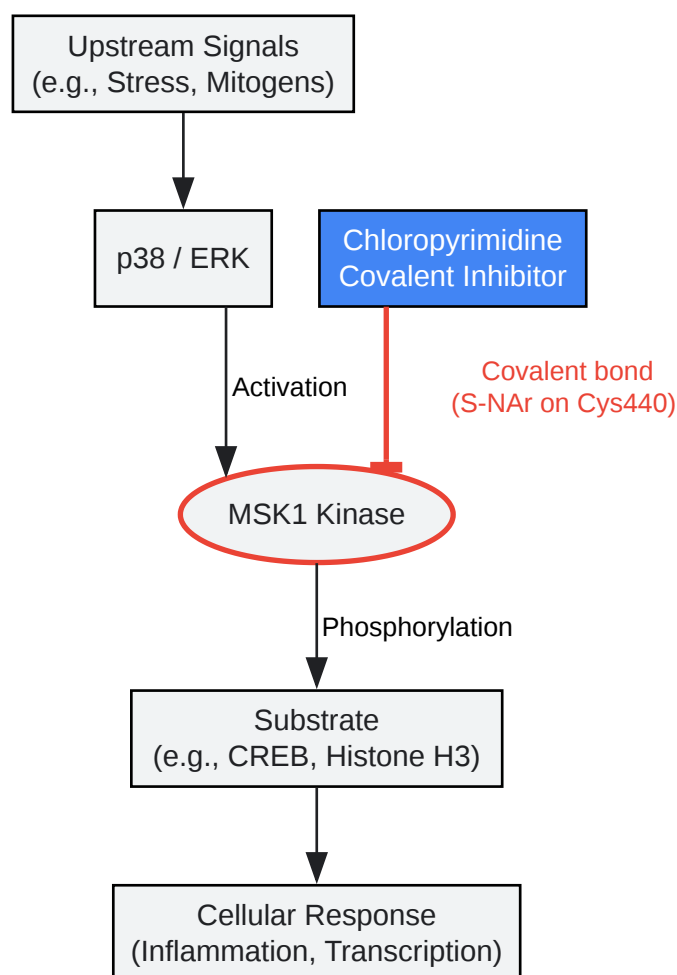 Upstream Signals
(e.g., Stress, Mitogens)
p38 / ERK
Chloropyrimidine
Covalent Inhibitor
Activation
Covalent bond
(S-NAr on Cys440)
MSK1 Kinase
Phosphorylation
Substrate
(e.g., CREB, Histone H3)
Cellular Response
(Inflammation, Transcription)